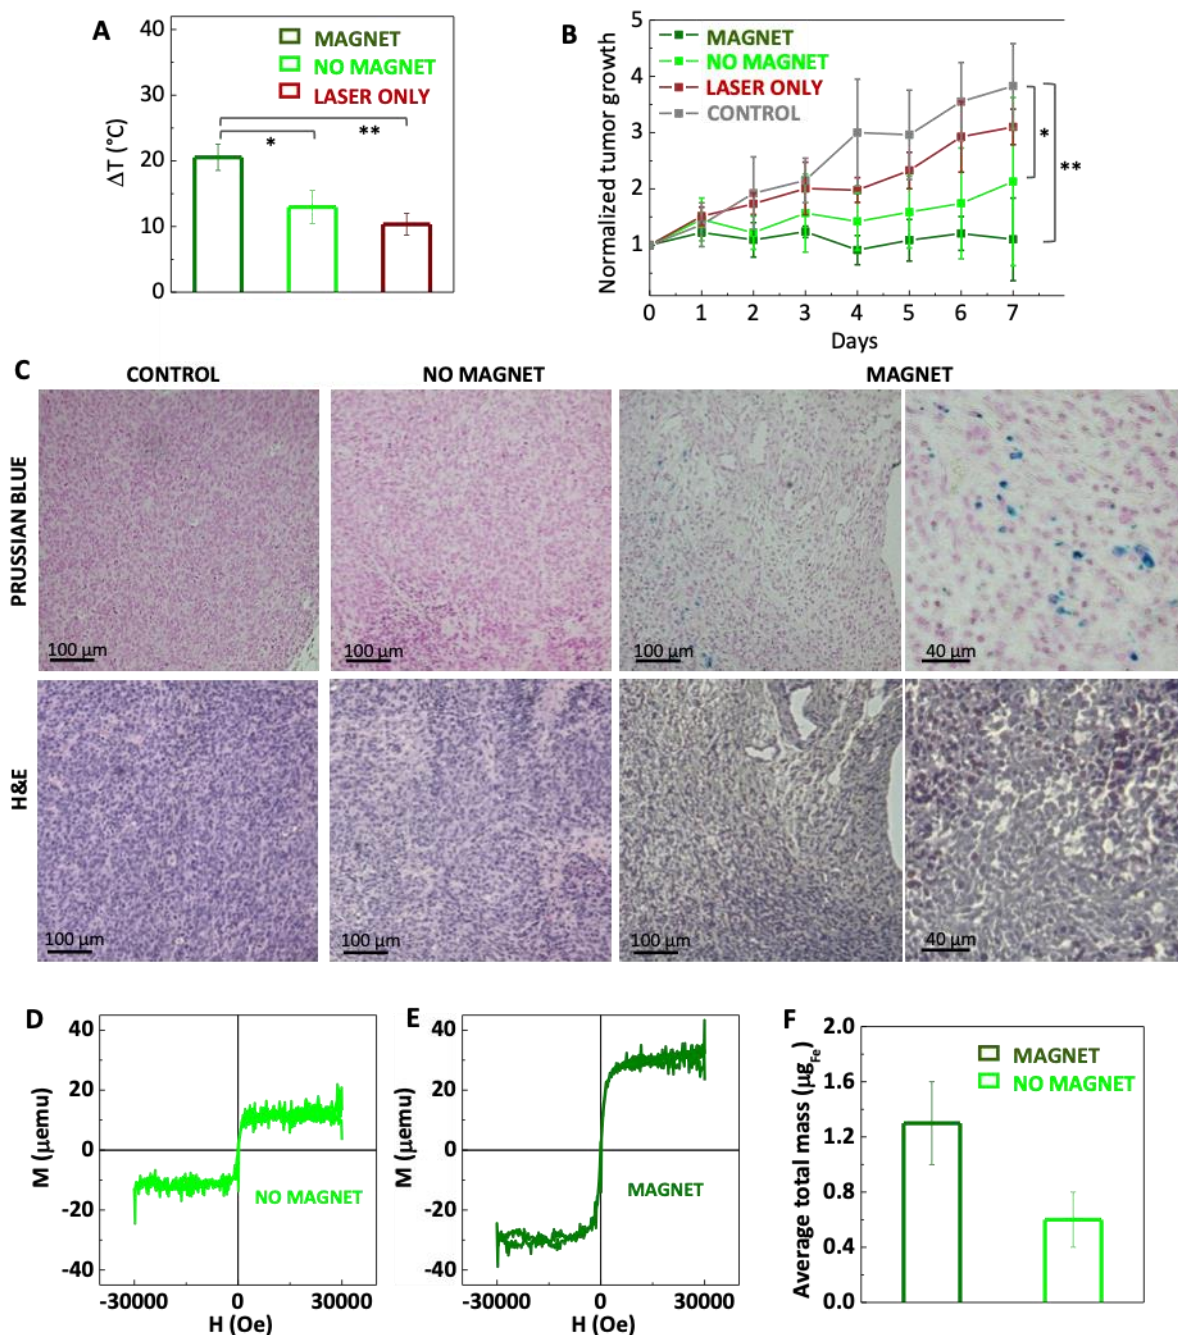 A
40
30
20
10
0
ΔT (°C)
MAGNET
NO MAGNET
LASER ONLY
*
**
B
5
4
3
2
1
Normalized tumor growth
MAGNET
NO MAGNET
LASER ONLY
CONTROL
*
**
0 1 2 3 4 5 6 7
Days
C
CONTROL NO MAGNET MAGNET
PRUSSIAN BLUE
100 µm 100 µm 100 µm 40 µm
H&E
100 µm 100 µm 100 µm 40 µm
D
40
20
0
-20
-40
M (µemu)
NO MAGNET
-30000 0 30000
H (Oe)
E
40
20
0
-20
-40
M (µemu)
MAGNET
-30000 0 30000
H (Oe)
F
2.0
1.6
1.2
0.8
0.4
0
Average total mass (µgFe)
MAGNET
NO MAGNET